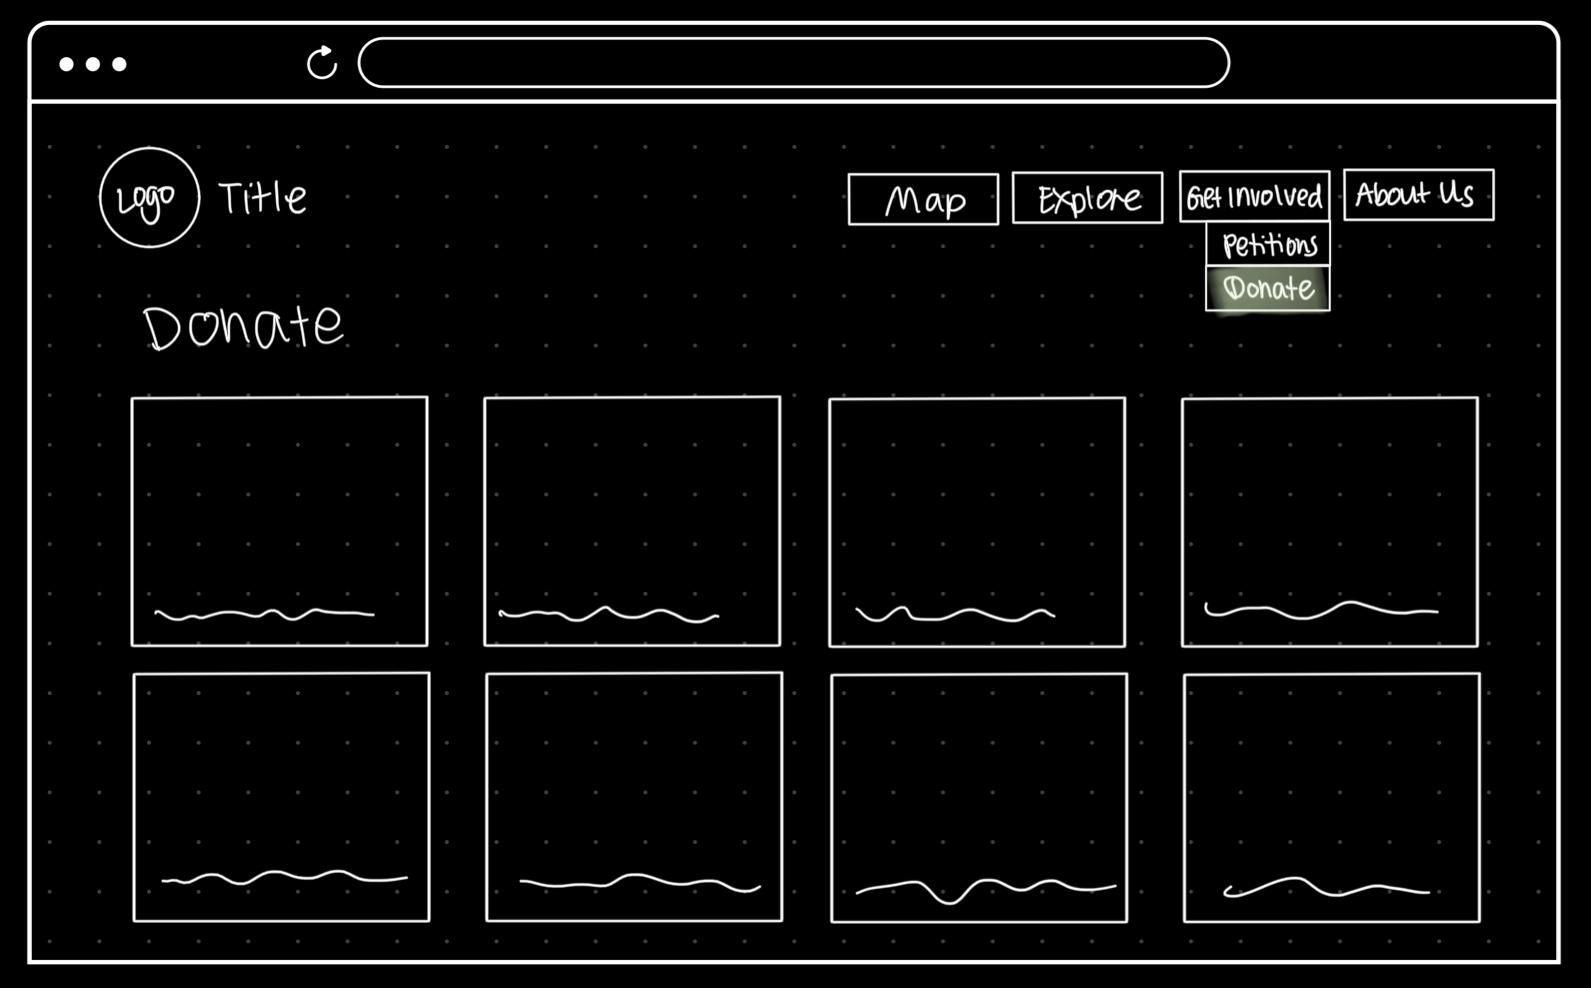 Logo
Title
Map
Explore
Get Involved
About Us
Petitions
Donate
Donate